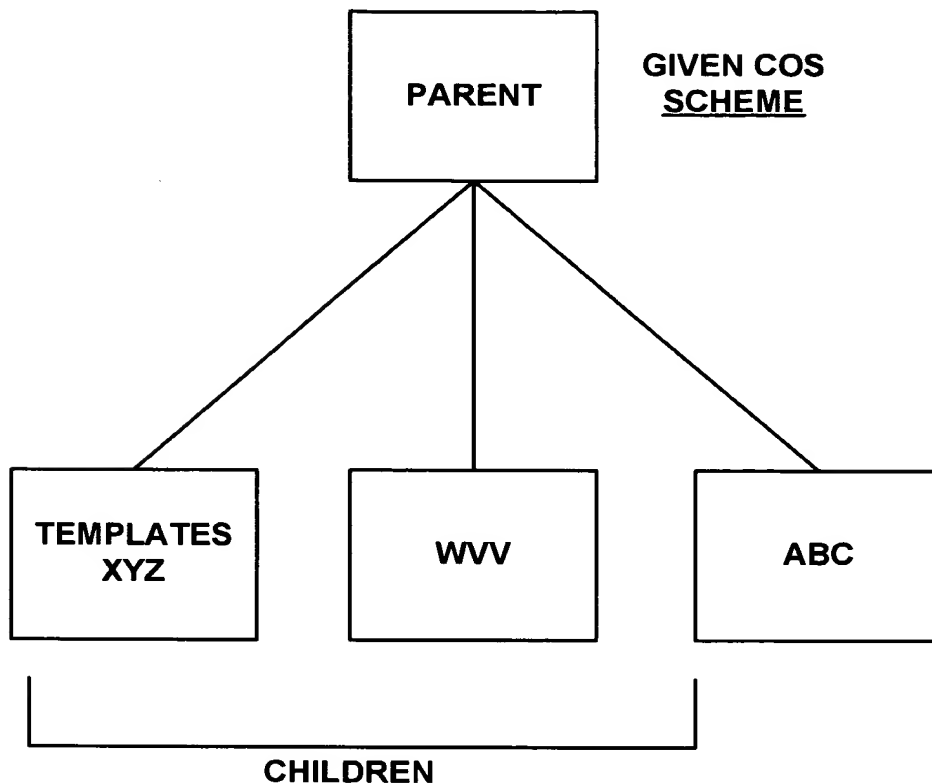 PARENT
GIVEN COS
SCHEME
TEMPLATES
XYZ
WVV
ABC
CHILDREN